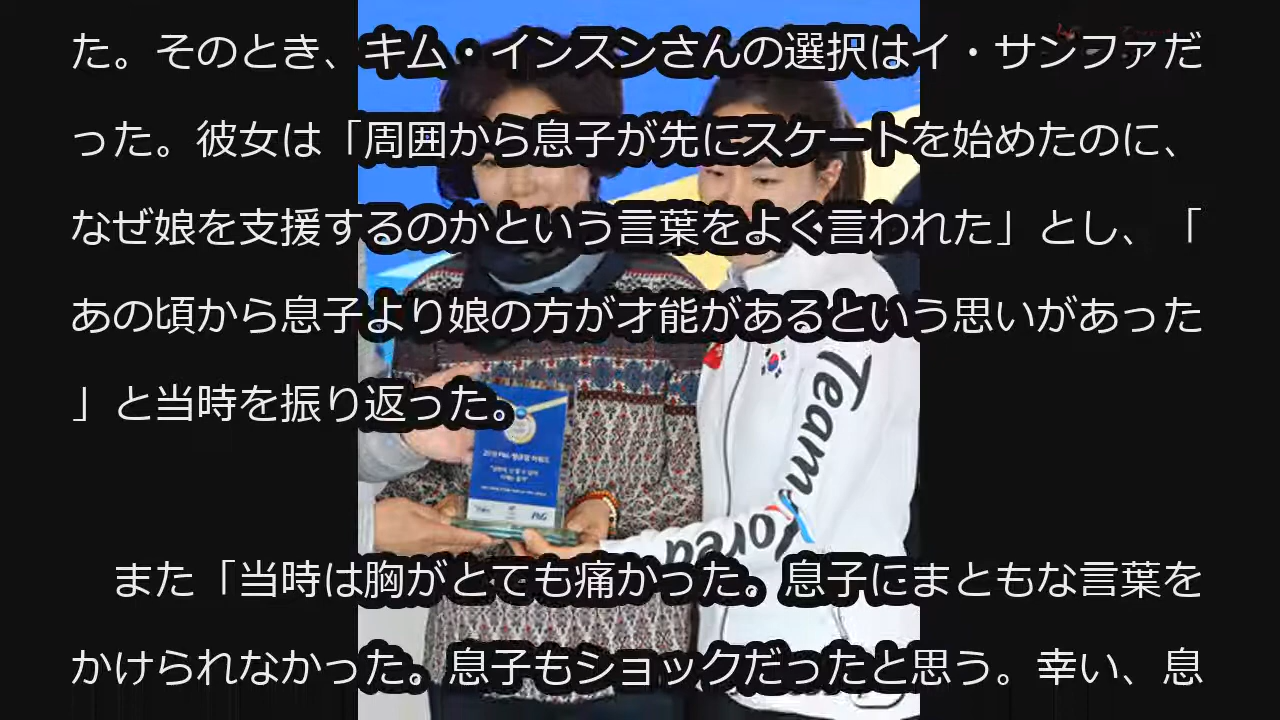 た。そのとき、キム・インスンさんの選択はイ・サンファだ
った。彼女は「周囲から息子が先にスケートを始めたのに、
なぜ娘を支援するのかという言葉をよく言われた」とし、「
あの頃から息子より娘の方が才能があるという思いがあった
」と当時を振り返った。
Team Korea
P&G
また「当時は胸がとても痛かった。息子にまともな言葉を
かけられなかった。息子もショックだったと思う。幸い、息